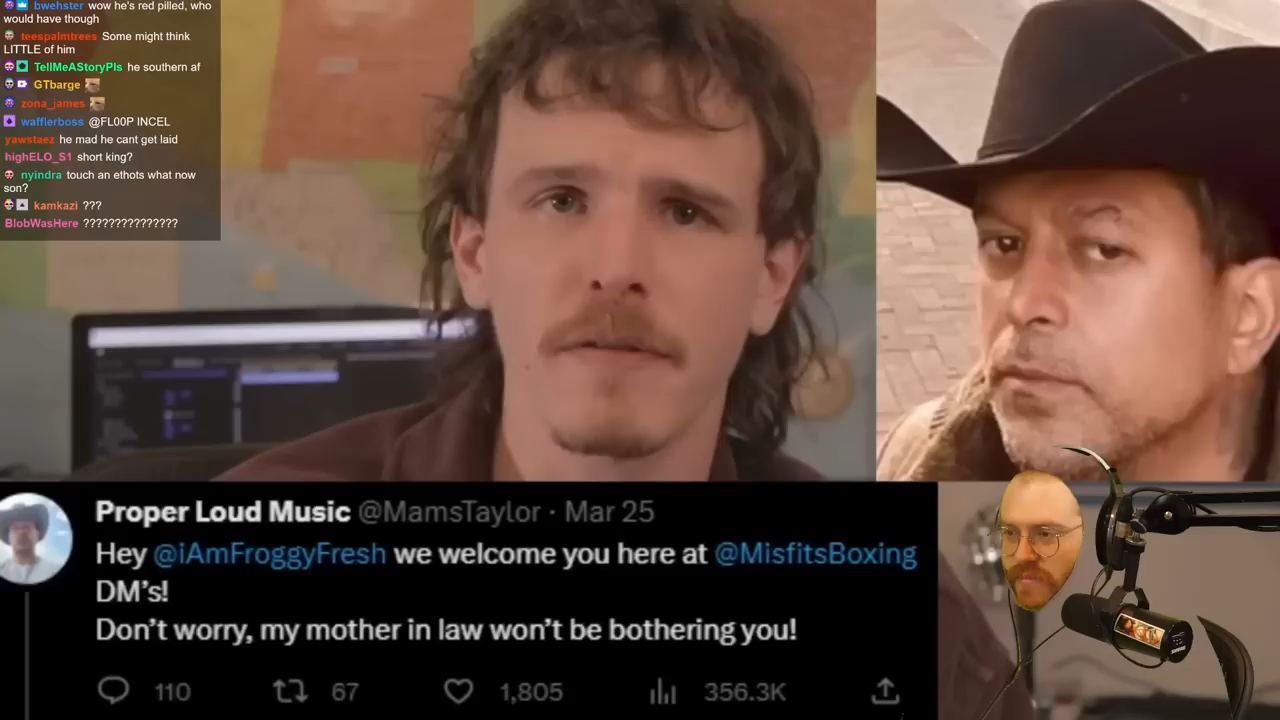 bwehster wow he's red pilled, who
would have though
teespalmtrees Some might think
LITTLE of him
TellMeAStoryPls he southern af
GTbarge
zona_james
wafflerboss @FL00P INCEL
yawstaez he mad he cant get laid
highELO_S1 short king?
nyindra touch an ethots what now
son?
kamkazi ???
BlobWasHere ???????????????
Proper Loud Music @MamsTaylor · Mar 25
Hey @iAmFroggyFresh we welcome you here at @MisfitsBoxing
DM's!
Don't worry, my mother in law won't be bothering you!
110 67 1,805 356.3K